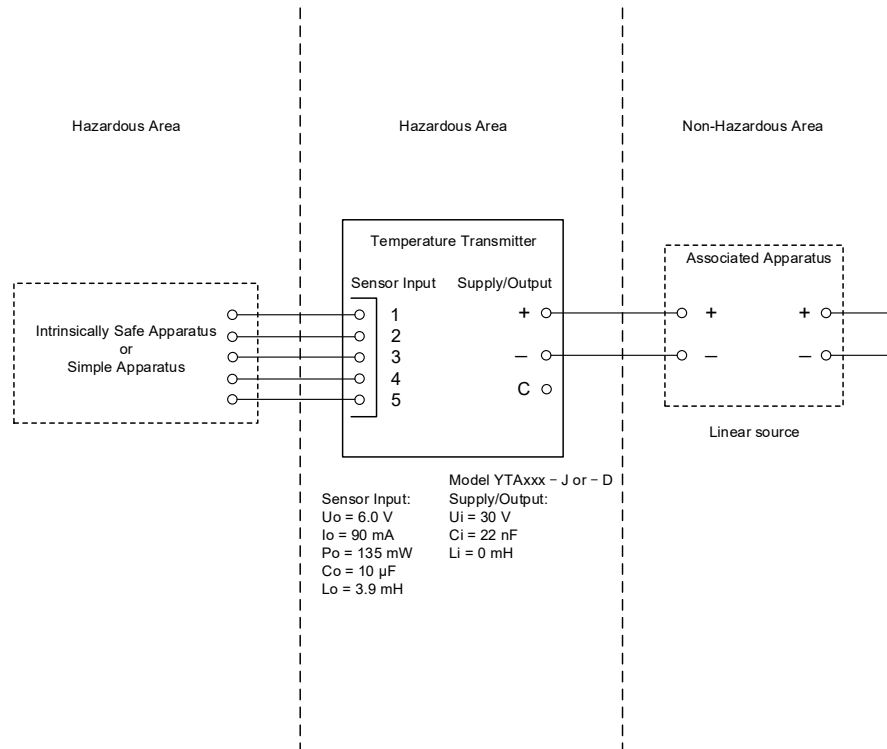 Hazardous Area
Hazardous Area
Non-Hazardous Area
Temperature Transmitter
Associated Apparatus
Sensor Input
Supply/Output
Intrinsically Safe Apparatus
or
Simple Apparatus
1
2
3
4
5
+
–
C
+
–
+
–
Linear source
Model YTAxxx – J or – D
Sensor Input:
Uo = 6.0 V
Io = 90 mA
Po = 135 mW
Co = 10 µF
Lo = 3.9 mH
Supply/Output:
Ui = 30 V
Ci = 22 nF
Li = 0 mH